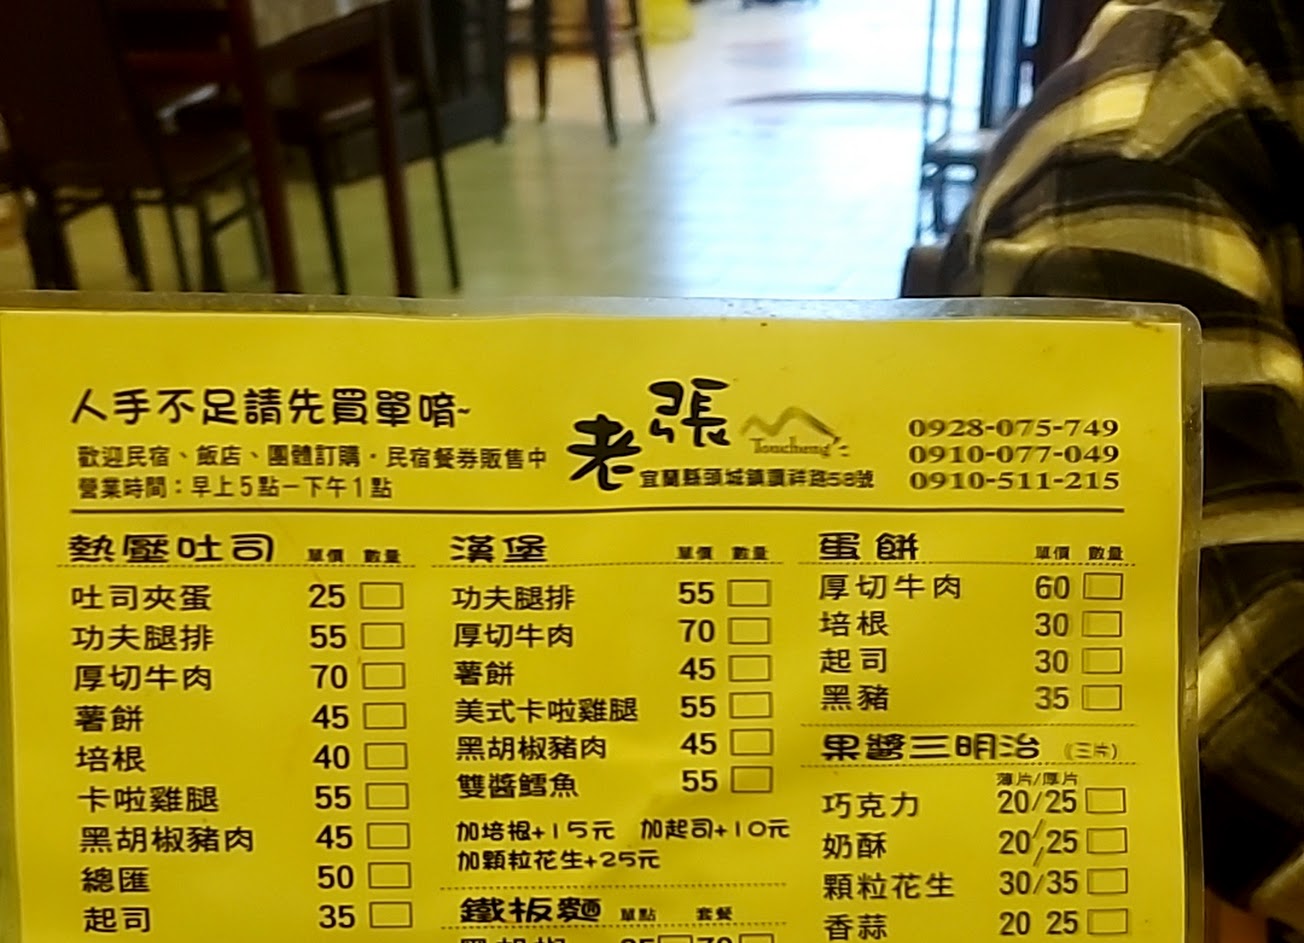 人手不足請先買單唷~
歡迎民宿、飯店、團體訂購・民宿餐券販售中
營業時間：早上5點－下午1點
老張
Toucheng
宜蘭縣頭城鎮讚祥路58號
0928-075-749
0910-077-049
0910-511-215
熱壓吐司 單價 數量
吐司夾蛋 25
功夫腿排 55
厚切牛肉 70
薯餅 45
培根 40
卡啦雞腿 55
黑胡椒豬肉 45
總匯 50
起司 35
漢堡 單價 數量
功夫腿排 55
厚切牛肉 70
薯餅 45
美式卡啦雞腿 55
黑胡椒豬肉 45
雙醬鱈魚 55
加培根+15元 加起司+10元
加顆粒花生+25元
鐵板麵 單點 套餐
黑胡椒
蛋餅 單價 數量
厚切牛肉 60
培根 30
起司 30
黑豬 35
果醬三明治 (三片)
薄片/厚片
巧克力 20/25
奶酥 20/25
顆粒花生 30/35
香蒜 20 25